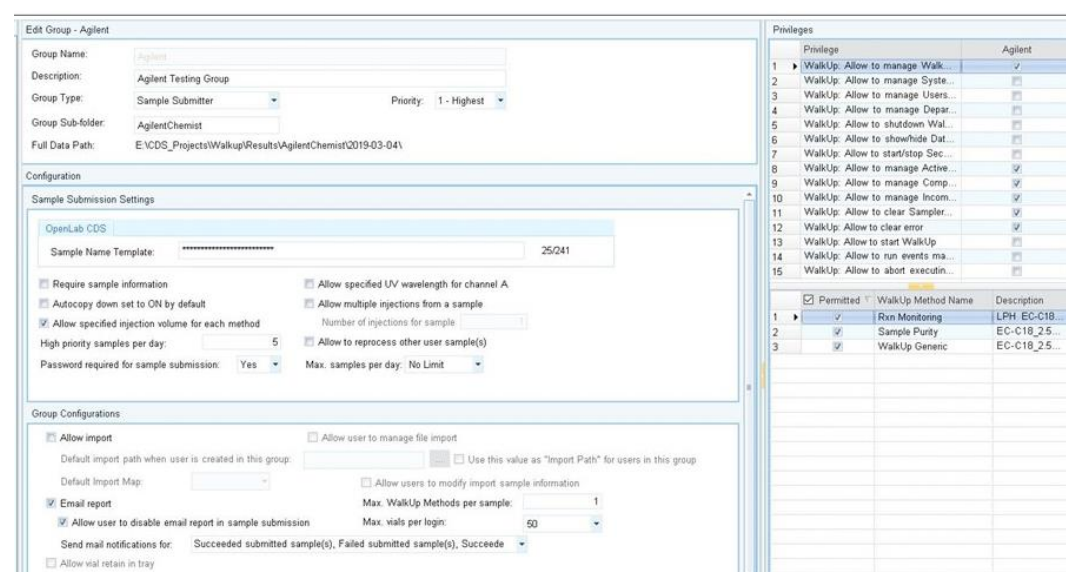 Edit Group - Agilent
Group Name: Agilent
Description: Agilent Testing Group
Group Type: Sample Submitter Priority: 1 - Highest
Group Sub-folder: AgilentChemist
Full Data Path: E:\CDS_Projects\Walkup\Results\AgilentChemist\2019-03-04\
Configuration
Sample Submission Settings
OpenLab CDS
Sample Name Template: ************************* 25/241
Require sample information Allow specified UV wavelength for channel A
Autocopy down set to ON by default Allow multiple injections from a sample
Allow specified injection volume for each method Number of injections for sample 1
High priority samples per day: 5 Allow to reprocess other user sample(s)
Password required for sample submission: Yes Max. samples per day: No Limit
Group Configurations
Allow import Allow user to manage file import
Default import path when user is created in this group: ... Use this value as "Import Path" for users in this group
Default Import Map: Allow users to modify import sample information
Email report Max. WalkUp Methods per sample: 1
Allow user to disable email report in sample submission Max. vials per login: 50
Send mail notifications for: Succeeded submitted sample(s), Failed submitted sample(s), Succeede
Allow vial retain in tray
Privileges
Privilege Agilent
1 WalkUp: Allow to manage Walk...
2 WalkUp: Allow to manage Syste...
3 WalkUp: Allow to manage Users...
4 WalkUp: Allow to manage Depar...
5 WalkUp: Allow to shutdown Wal...
6 WalkUp: Allow to show/hide Dat...
7 WalkUp: Allow to start/stop Sec...
8 WalkUp: Allow to manage Active...
9 WalkUp: Allow to manage Comp...
10 WalkUp: Allow to manage Incom...
11 WalkUp: Allow to clear Sampler...
12 WalkUp: Allow to clear error
13 WalkUp: Allow to start WalkUp
14 WalkUp: Allow to run events ma...
15 WalkUp: Allow to abort executin...
Permitted WalkUp Method Name Description
1 Rxn Monitoring LPH EC-C18...
2 Sample Purity EC-C18_2.5...
3 WalkUp Generic EC-C18_2.5...